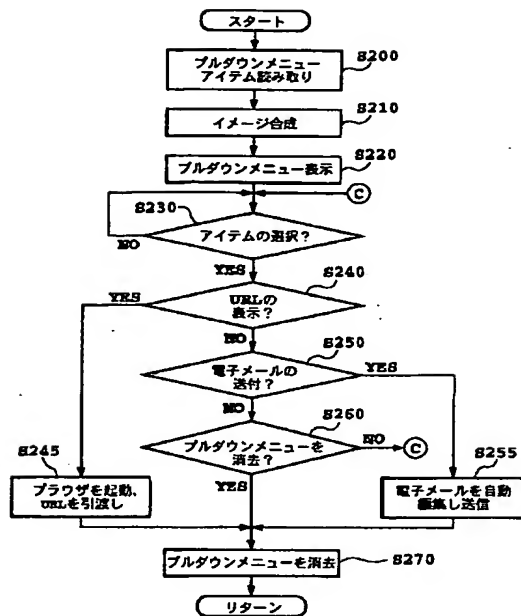 スタート
S200
プルダウンメニュー
アイテム読み取り
S210
イメージ合成
S220
プルダウンメニュー表示
C
S230
アイテムの選択?
NO
YES
S240
YES
URLの
表示?
NO
S250
電子メールの
送付?
YES
NO
S260
プルダウンメニューを
消去?
NO
C
YES
S245
ブラウザを起動、
URLを引渡し
S255
電子メールを自動
編集し送信
S270
プルダウンメニューを消去
リターン